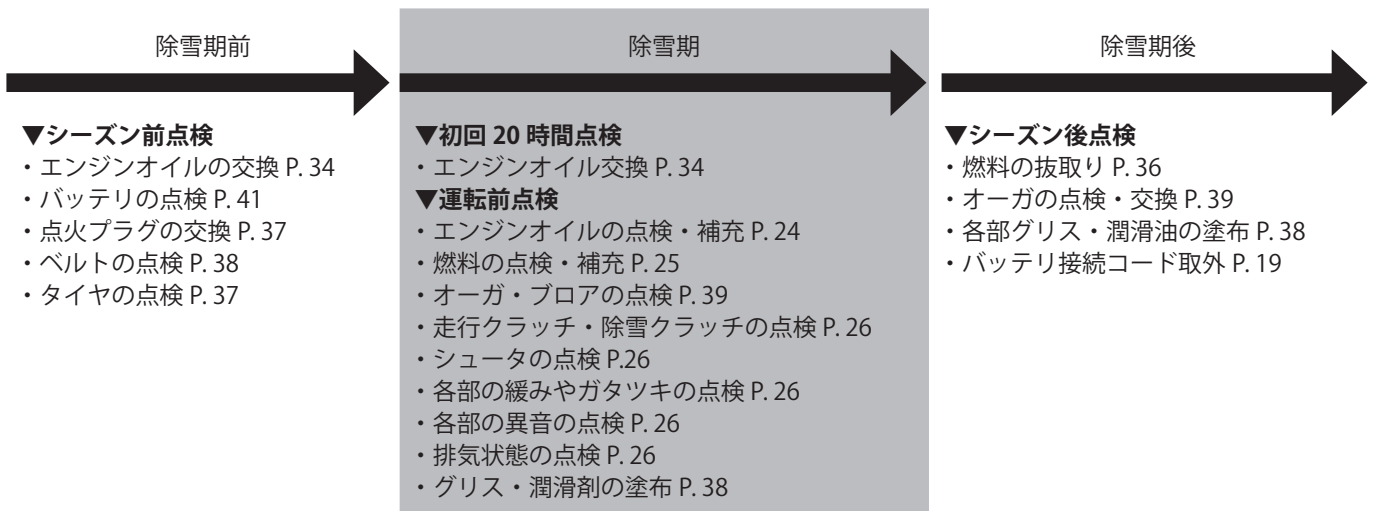 除雪期前
▼シーズン前点検
・エンジンオイルの交換 P. 34
・バッテリの点検 P. 41
・点火プラグの交換 P. 37
・ベルトの点検 P. 38
・タイヤの点検 P. 37
除雪期
▼初回 20 時間点検
・エンジンオイル交換 P. 34
▼運転前点検
・エンジンオイルの点検・補充 P. 24
・燃料の点検・補充 P. 25
・オーガ・ブロアの点検 P. 39
・走行クラッチ・除雪クラッチの点検 P. 26
・シュータの点検 P.26
・各部の緩みやガタツキの点検 P. 26
・各部の異音の点検 P. 26
・排気状態の点検 P. 26
・グリス・潤滑剤の塗布 P. 38
除雪期後
▼シーズン後点検
・燃料の抜取り P. 36
・オーガの点検・交換 P. 39
・各部グリス・潤滑油の塗布 P. 38
・バッテリ接続コード取外 P. 19